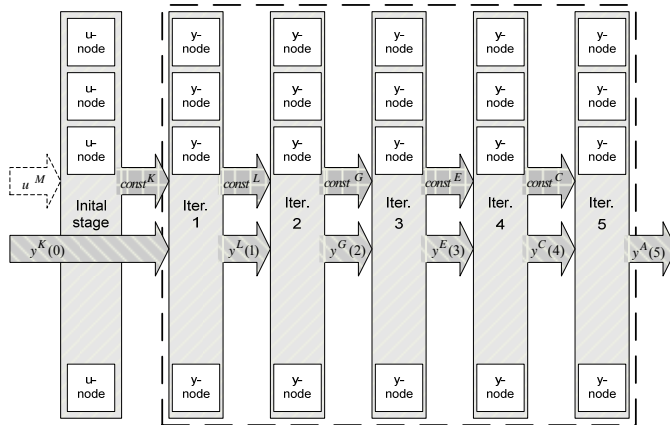 u-
node
y-
node
y-
node
y-
node
y-
node
y-
node
u-
node
y-
node
y-
node
y-
node
y-
node
y-
node
u-
node
y-
node
y-
node
y-
node
y-
node
y-
node
u^M
const^K
const^L
const^G
const^E
const^C
Inital
stage
Iter.
1
Iter.
2
Iter.
3
Iter.
4
Iter.
5
y^K(0)
y^L(1)
y^G(2)
y^E(3)
y^C(4)
y^A(5)
u-
node
y-
node
y-
node
y-
node
y-
node
y-
node